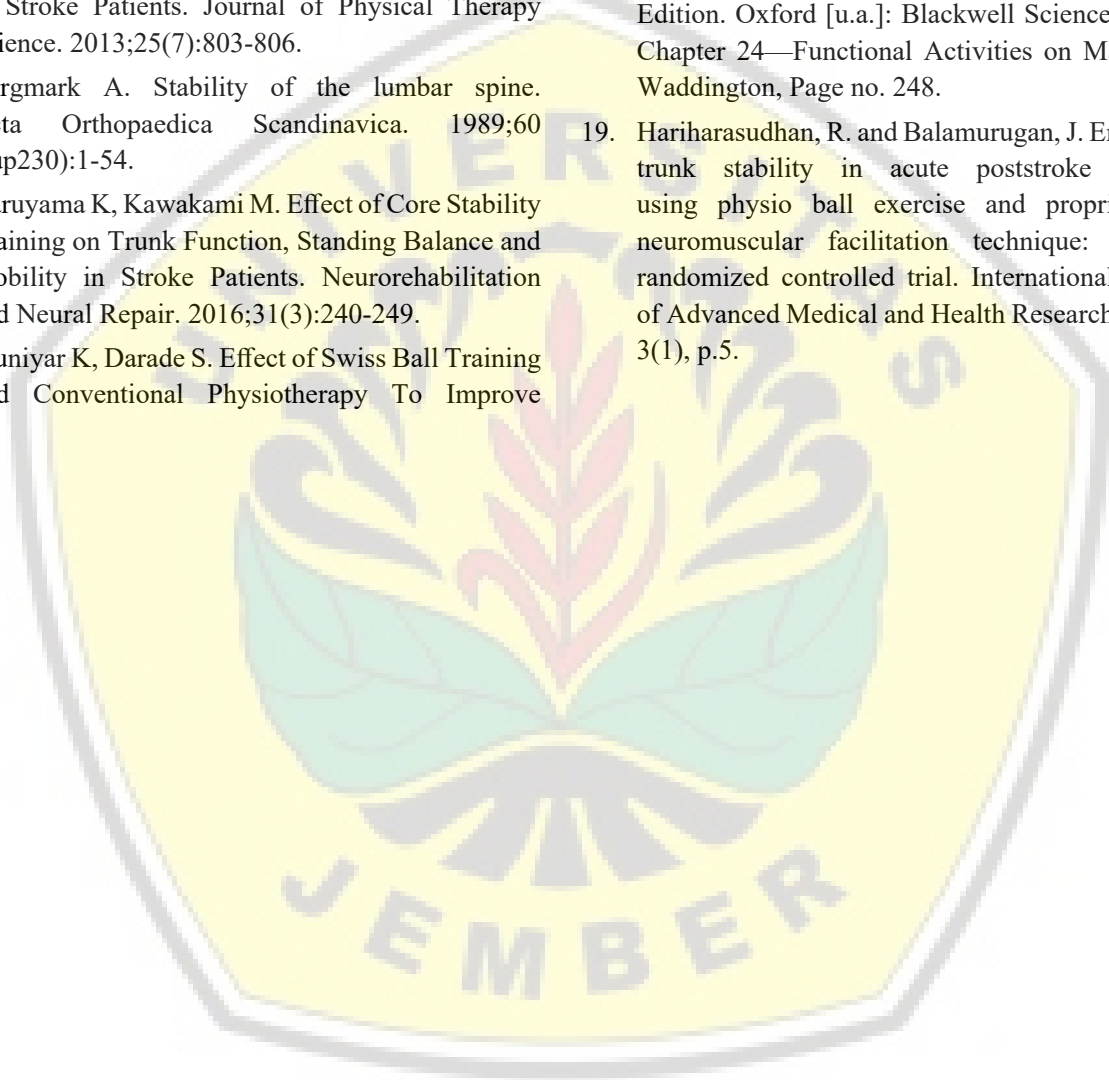 Stroke Patients. Journal of Physical Therapy
ience. 2013;25(7):803-806.
rgmark A. Stability of the lumbar spine.
ta Orthopaedica Scandinavica. 1989;60
up230):1-54.
ruyama K, Kawakami M. Effect of Core Stability
aining on Trunk Function, Standing Balance and
obility in Stroke Patients. Neurorehabilitation
d Neural Repair. 2016;31(3):240-249.
uniyar K, Darade S. Effect of Swiss Ball Training
d Conventional Physiotherapy To Improve
Edition. Oxford [u.a.]: Blackwell Science
Chapter 24—Functional Activities on M
Waddington, Page no. 248.
19. Hariharasudhan, R. and Balamurugan, J. En
trunk stability in acute poststroke
using physio ball exercise and propri
neuromuscular facilitation technique:
randomized controlled trial. International
of Advanced Medical and Health Research
3(1), p.5.
UNIVERSITAS
JEMBER